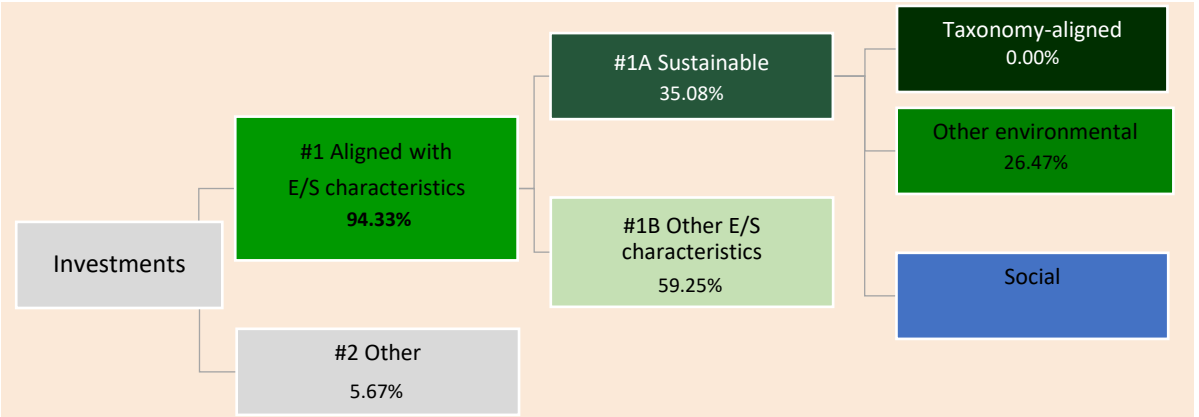 Investments
#1 Aligned with
E/S characteristics
94.33%
#2 Other
5.67%
#1A Sustainable
35.08%
#1B Other E/S
characteristics
59.25%
Taxonomy-aligned
0.00%
Other environmental
26.47%
Social